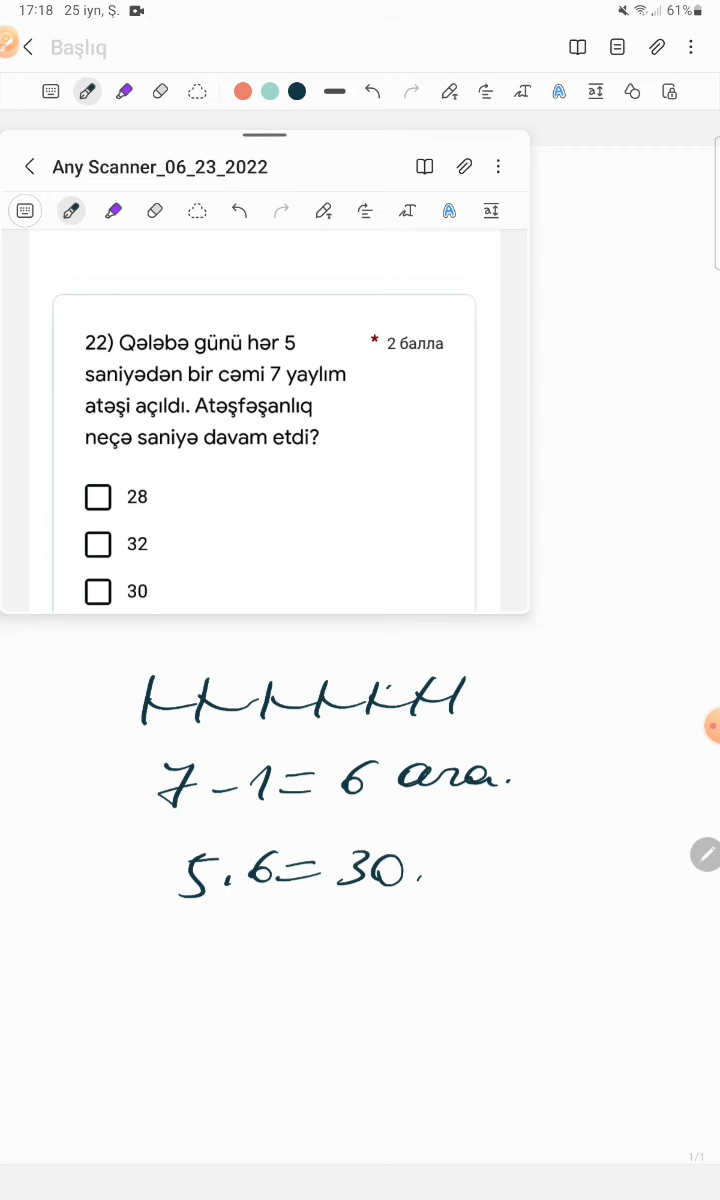 17:18 25 iyn, Ş. 61%
Başlıq
Any Scanner_06_23_2022
22) Qələbə günü hər 5 * 2 балла
saniyədən bir cəmi 7 yaylım
atəşi açıldı. Atəşfəşanlıq
neçə saniyə davam etdi?
28
32
30
7-1=6 ara.
5.6=30.
1/1